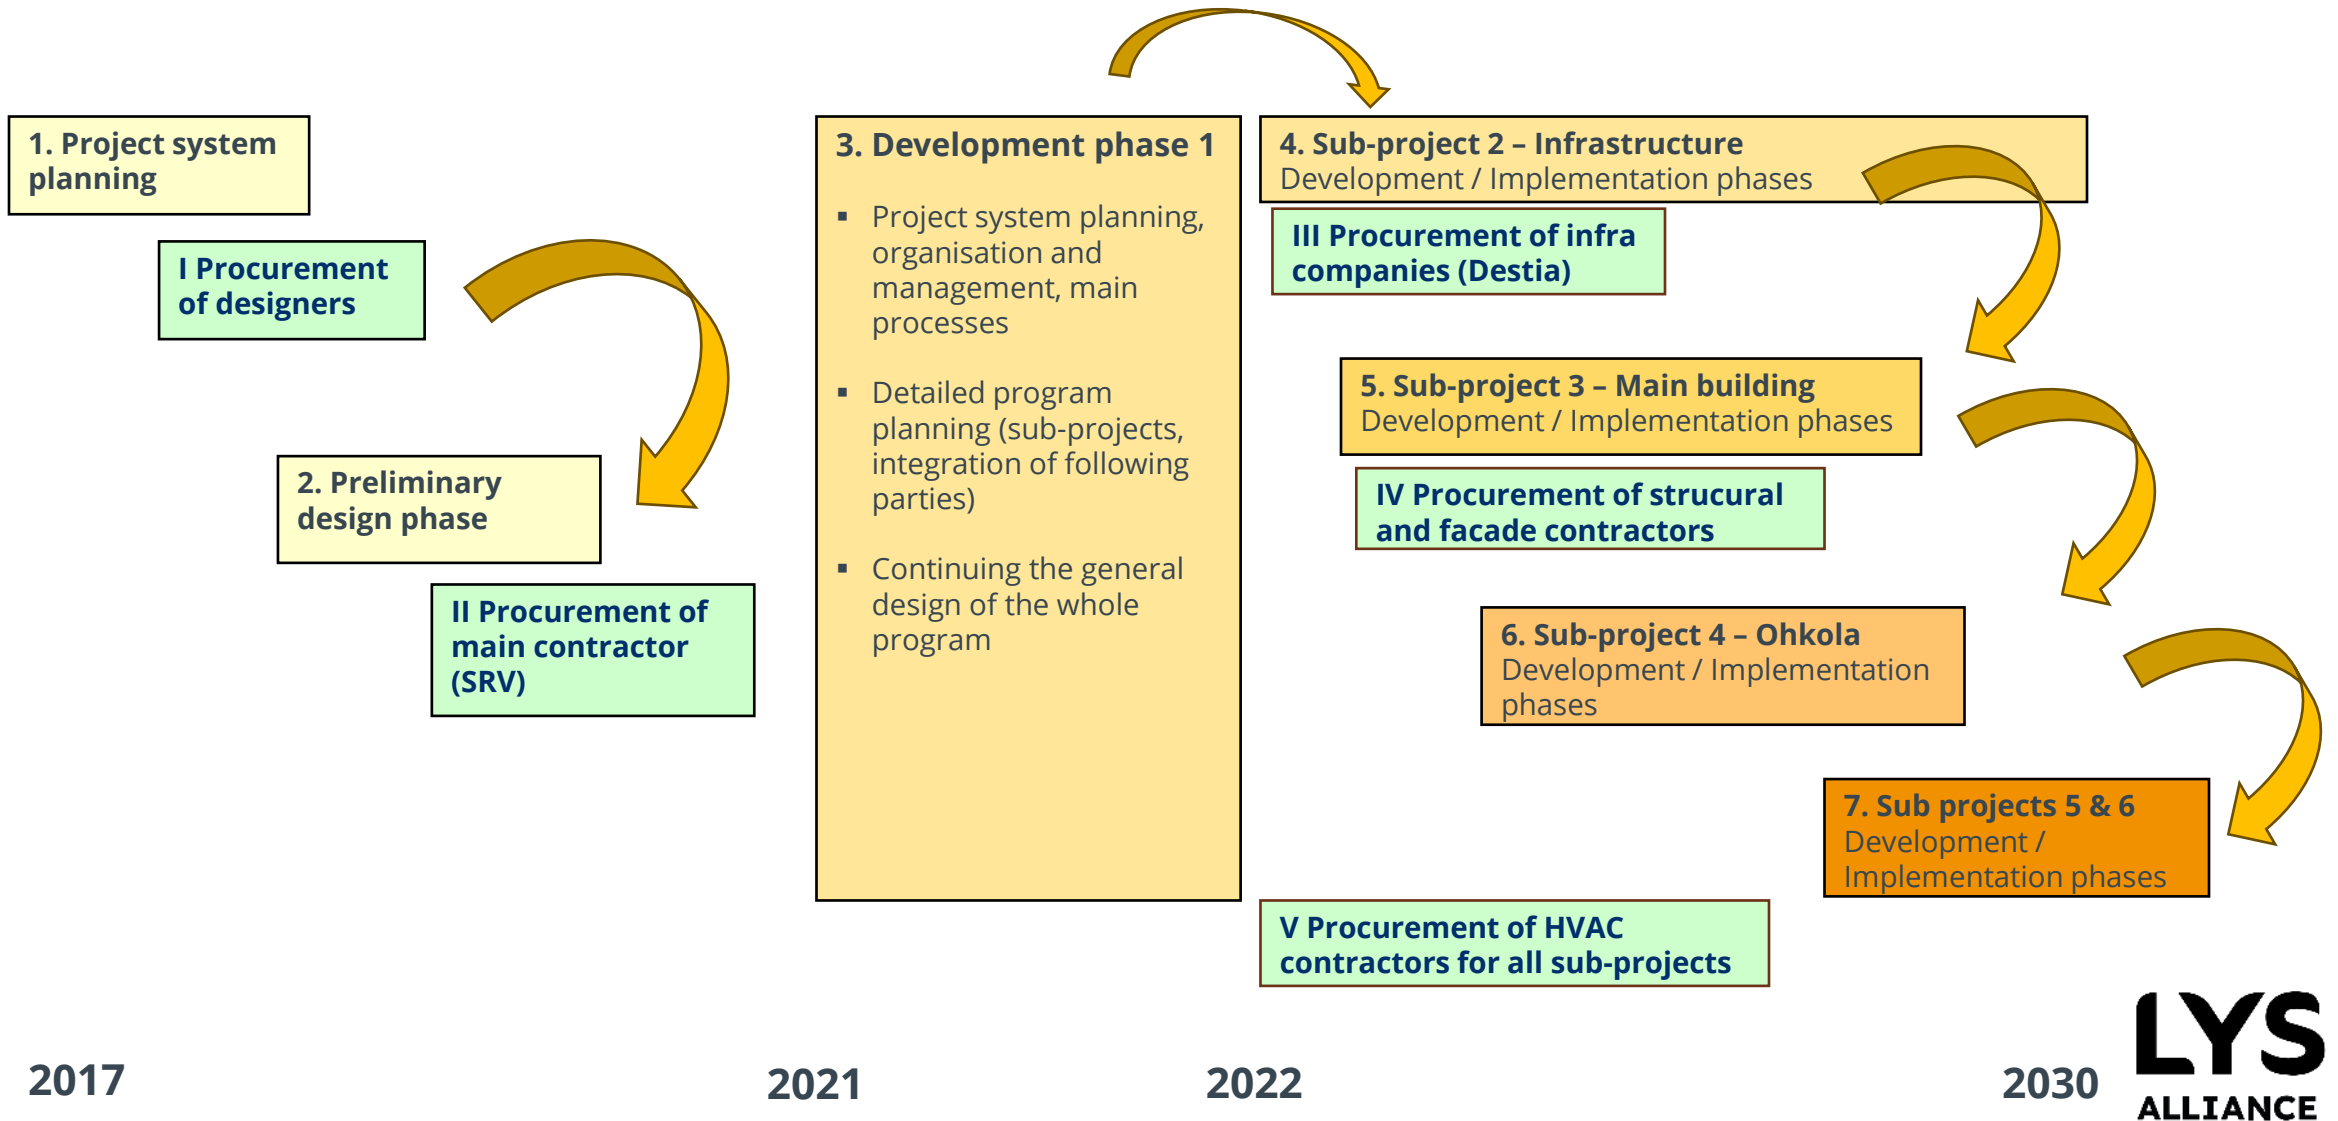 1. Project system
planning
I Procurement
of designers
2. Preliminary
design phase
II Procurement of
main contractor
(SRV)
3. Development phase 1
▪ Project system planning,
organisation and
management, main
processes
▪ Detailed program
planning (sub-projects,
integration of following
parties)
▪ Continuing the general
design of the whole
program
4. Sub-project 2 – Infrastructure
Development / Implementation phases
III Procurement of infra
companies (Destia)
5. Sub-project 3 – Main building
Development / Implementation phases
IV Procurement of strucural
and facade contractors
6. Sub-project 4 – Ohkola
Development / Implementation
phases
7. Sub projects 5 & 6
Development /
Implementation phases
V Procurement of HVAC
contractors for all sub-projects
2017
2021
2022
2030
LYS
ALLIANCE